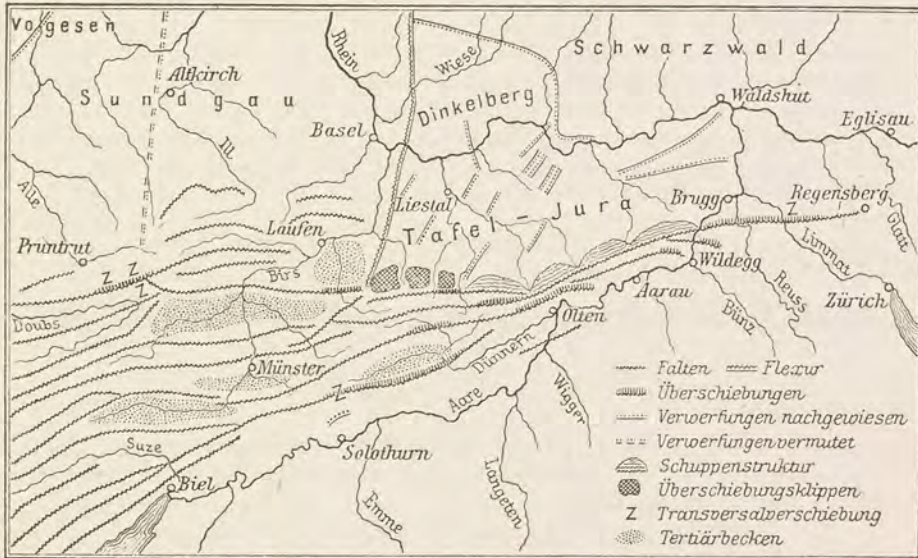 Vogesen
Schwarzwald
Altkirch
Rhein
Wiese
Sundgau
Dinkelberg
Waldshut
Basel
Eglisau
Ill
Alle
Liestal
Brugg
Regensberg
Tafel-Jura
Laufen
Glatt
Pruntrut
Birs
Limmat
Wildegg
Z
Z
Z
Z
Reuss
Aarau
Zürich
Doubs
Bünz
Olten
Dünnern
Münster
Falten
Flexur
Z
Aare
Wigger
Überschiebungen
Verwerfungen nachgewiesen
Suze
Verwerfungen vermutet
Solothurn
Schuppenstruktur
Biel
Langeten
Überschiebungsklippen
Emme
Z Transversalverschiebung
Tertiärbecken